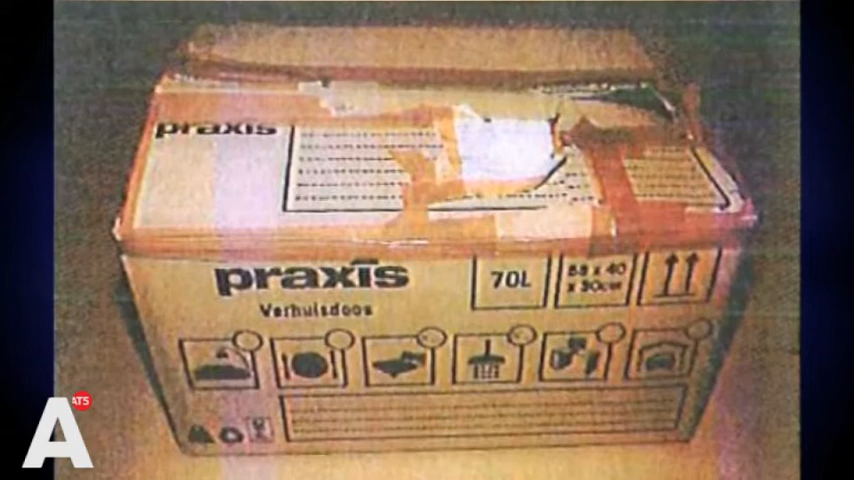 praxis
praxis
70L
58 x 40
x 30cm
Verhuisdoos
A
AT5